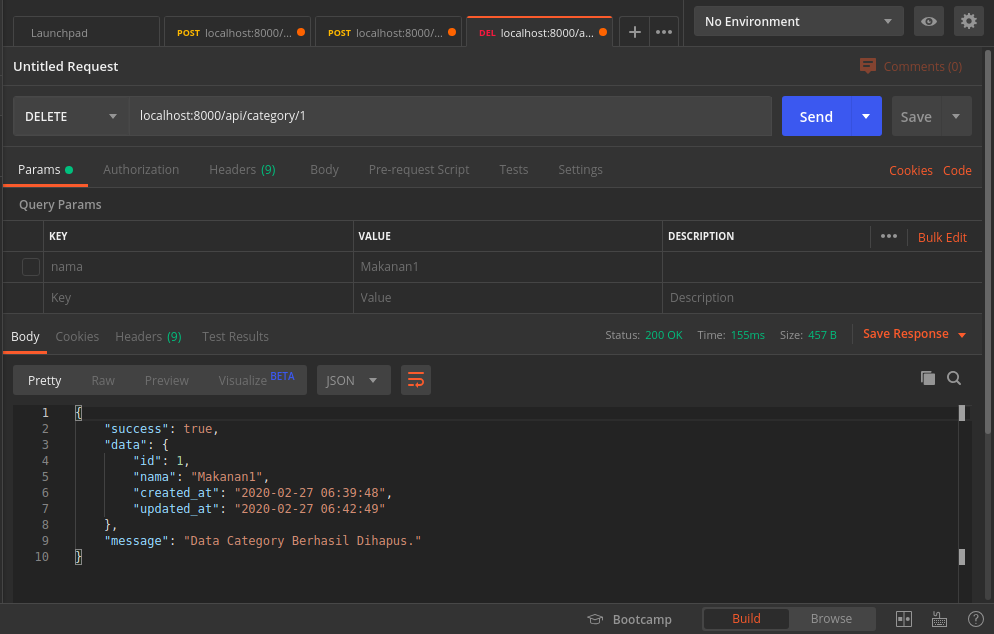 Launchpad
POST localhost:8000/...
POST localhost:8000/...
DEL localhost:8000/a...
+
No Environment
Untitled Request
Comments (0)
DELETE localhost:8000/api/category/1 Send Save
Params Authorization Headers (9) Body Pre-request Script Tests Settings Cookies Code
Query Params
KEY VALUE DESCRIPTION ••• Bulk Edit
nama Makanan1
Key Value Description
Body Cookies Headers (9) Test Results Status: 200 OK Time: 155ms Size: 457 B Save Response
Pretty Raw Preview Visualize BETA JSON
1 {
2 "success": true,
3 "data": {
4 "id": 1,
5 "nama": "Makanan1",
6 "created_at": "2020-02-27 06:39:48",
7 "updated_at": "2020-02-27 06:42:49"
8 },
9 "message": "Data Category Berhasil Dihapus."
10 }
Bootcamp Build Browse ?